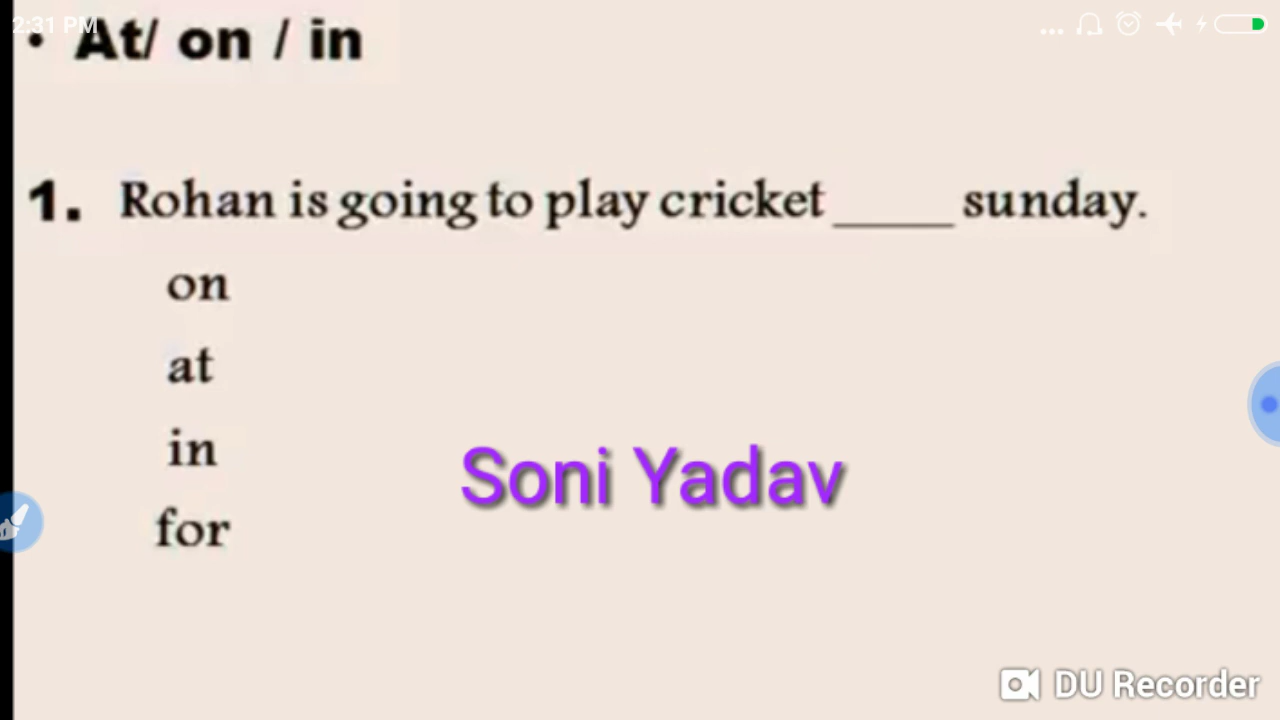 2:31 PM
• At/ on / in
1. Rohan is going to play cricket _____ sunday.
on
at
in
for
Soni Yadav
DU Recorder